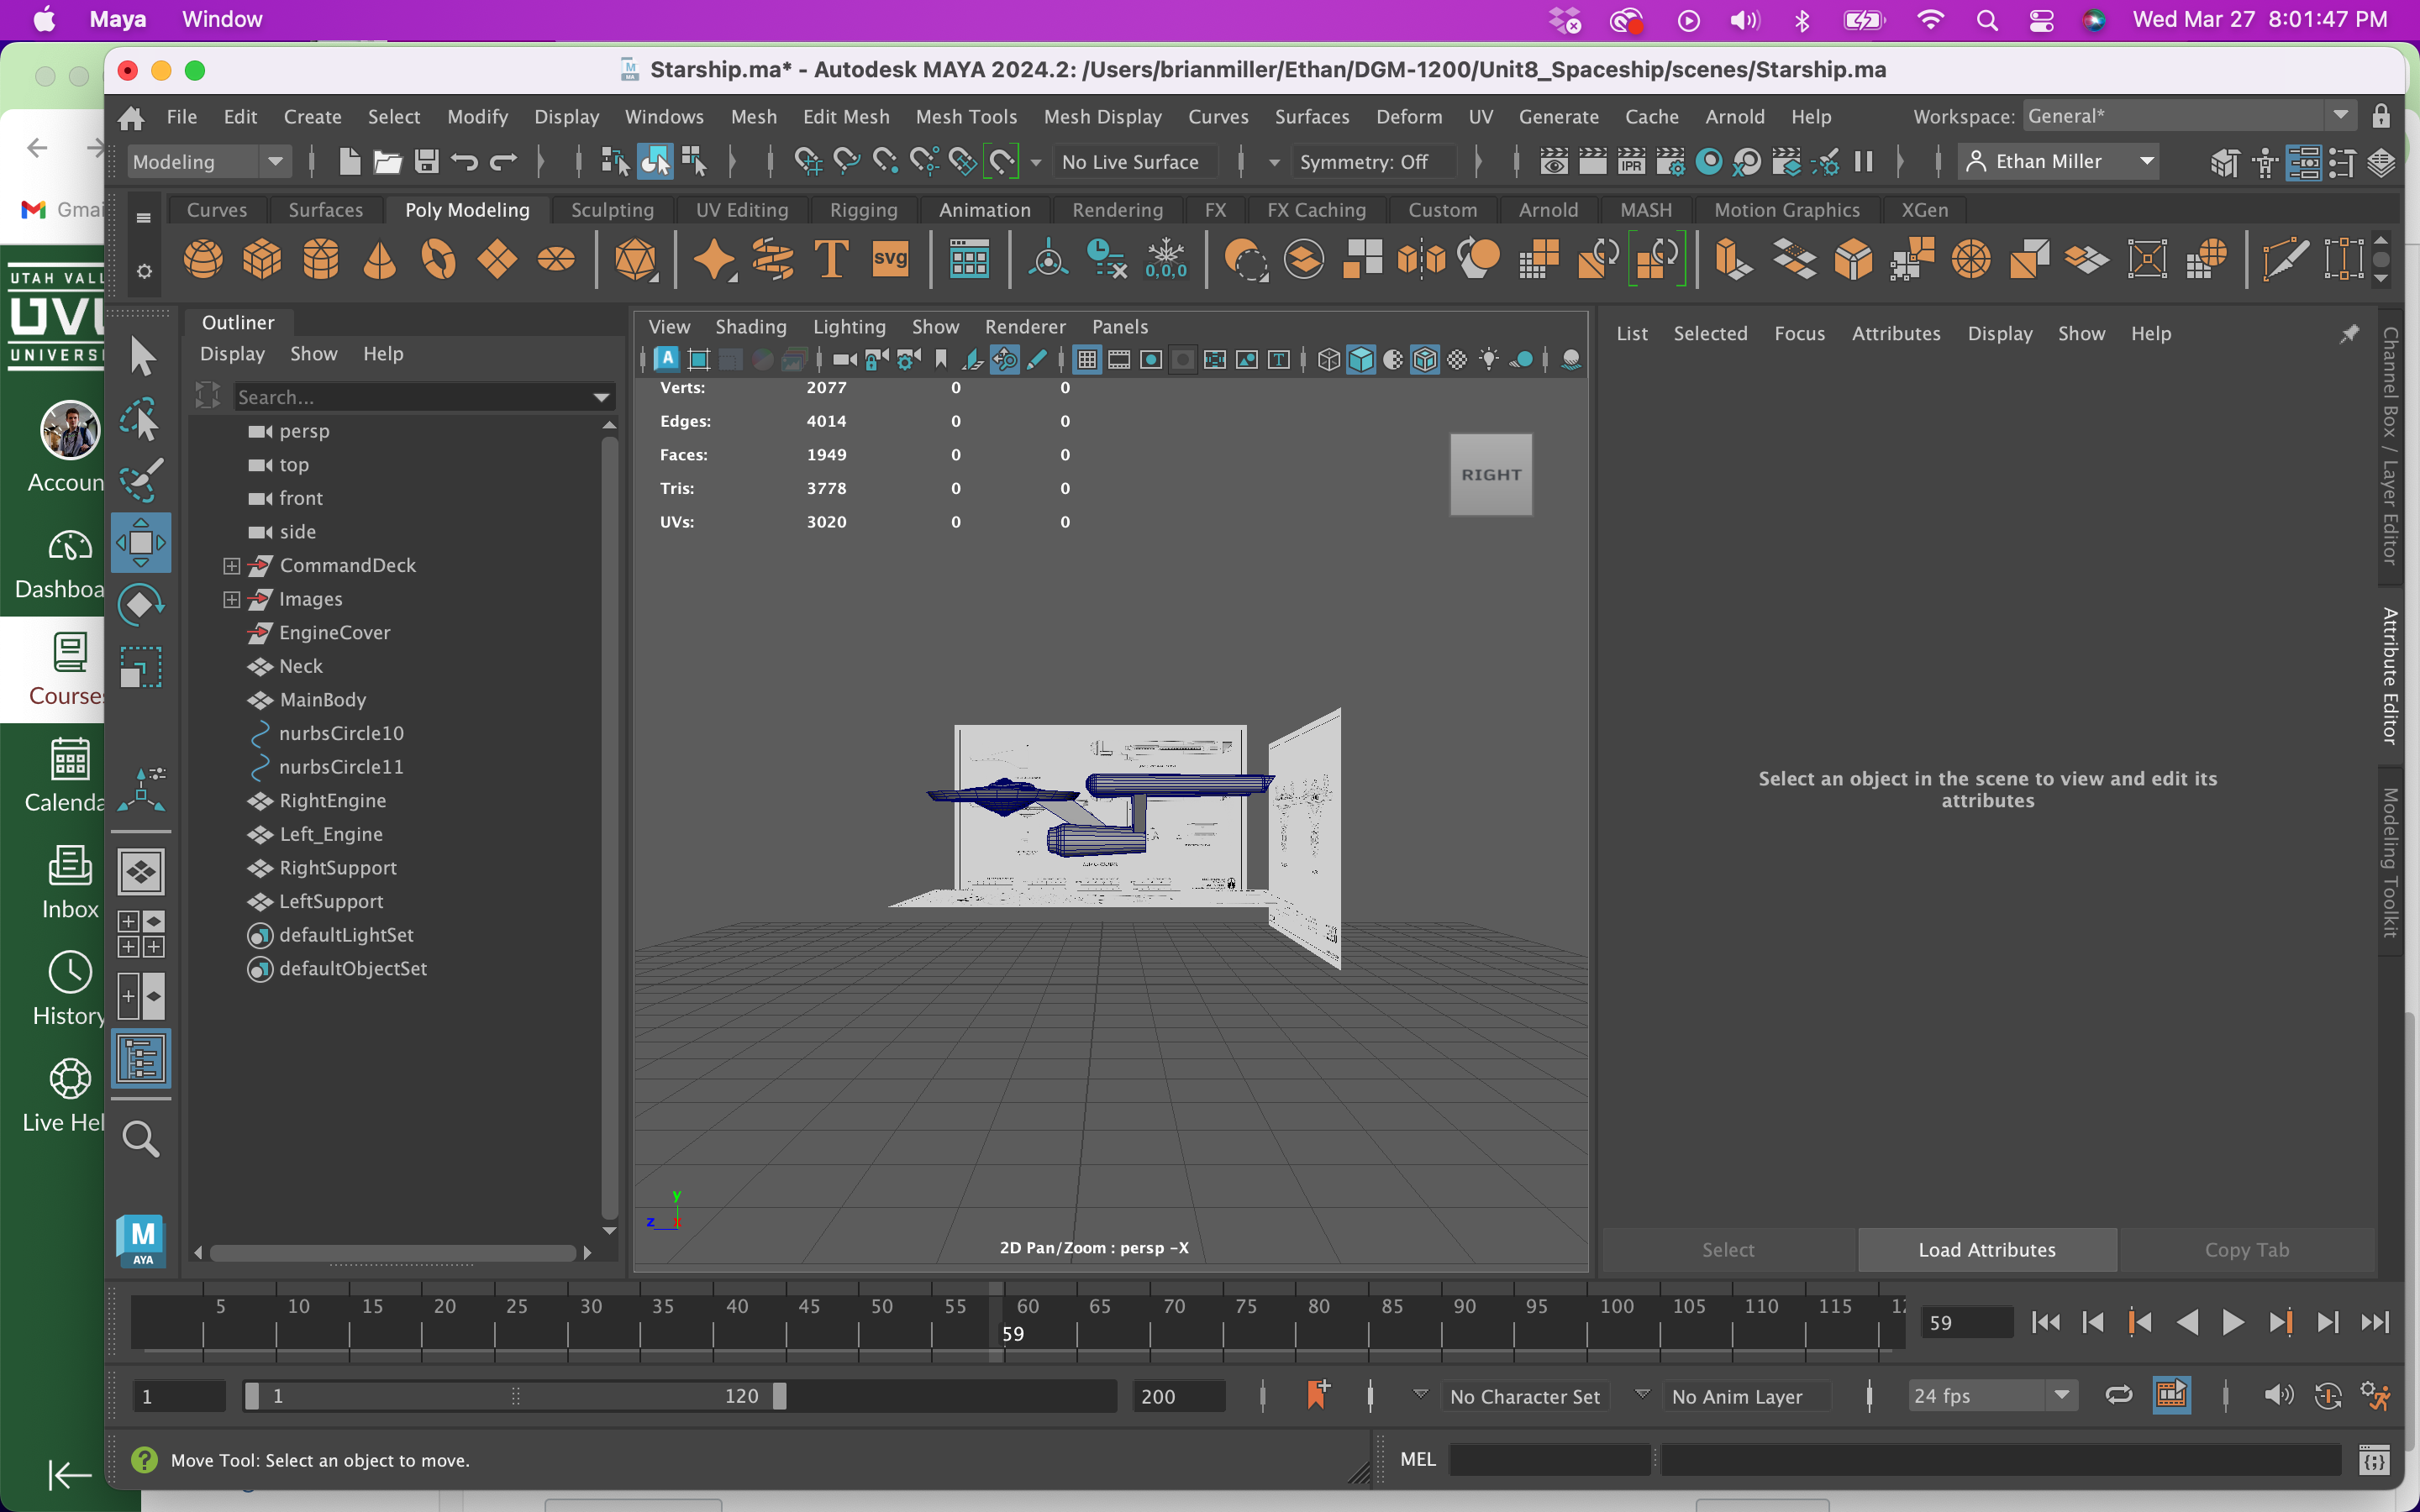 Maya Window Wed Mar 27 8:01:47 PM
Starship.ma* - Autodesk MAYA 2024.2: /Users/brianmiller/Ethan/DGM-1200/Unit8_Spaceship/scenes/Starship.ma
File Edit Create Select Modify Display Windows Mesh Edit Mesh Mesh Tools Mesh Display Curves Surfaces Deform UV Generate Cache Arnold Help Workspace: General*
Modeling No Live Surface Symmetry: Off IPR Ethan Miller
Curves Surfaces Poly Modeling Sculpting UV Editing Rigging Animation Rendering FX FX Caching Custom Arnold MASH Motion Graphics XGen
T svg 0,0,0
Gmai
UTAH VALL
UVU
UNIVERS
Accoun
Dashboa
Courses
Calenda
Inbox
History
Live Hel
Outliner
Display Show Help
Search...
persp
top
front
side
CommandDeck
Images
EngineCover
Neck
MainBody
nurbsCircle10
nurbsCircle11
RightEngine
Left_Engine
RightSupport
LeftSupport
defaultLightSet
defaultObjectSet
M
AYA
View Shading Lighting Show Renderer Panels
Verts: 2077 0 0
Edges: 4014 0 0
Faces: 1949 0 0
Tris: 3778 0 0
UVs: 3020 0 0
RIGHT
y
z x
2D Pan/Zoom : persp -X
List Selected Focus Attributes Display Show Help
Select an object in the scene to view and edit its
attributes
Select Load Attributes Copy Tab
Channel Box / Layer Editor
Attribute Editor
Modeling Toolkit
5 10 15 20 25 30 35 40 45 50 55 60 65 70 75 80 85 90 95 100 105 110 115 12
59
59
1 1 120 200 No Character Set No Anim Layer 24 fps
Move Tool: Select an object to move. MEL